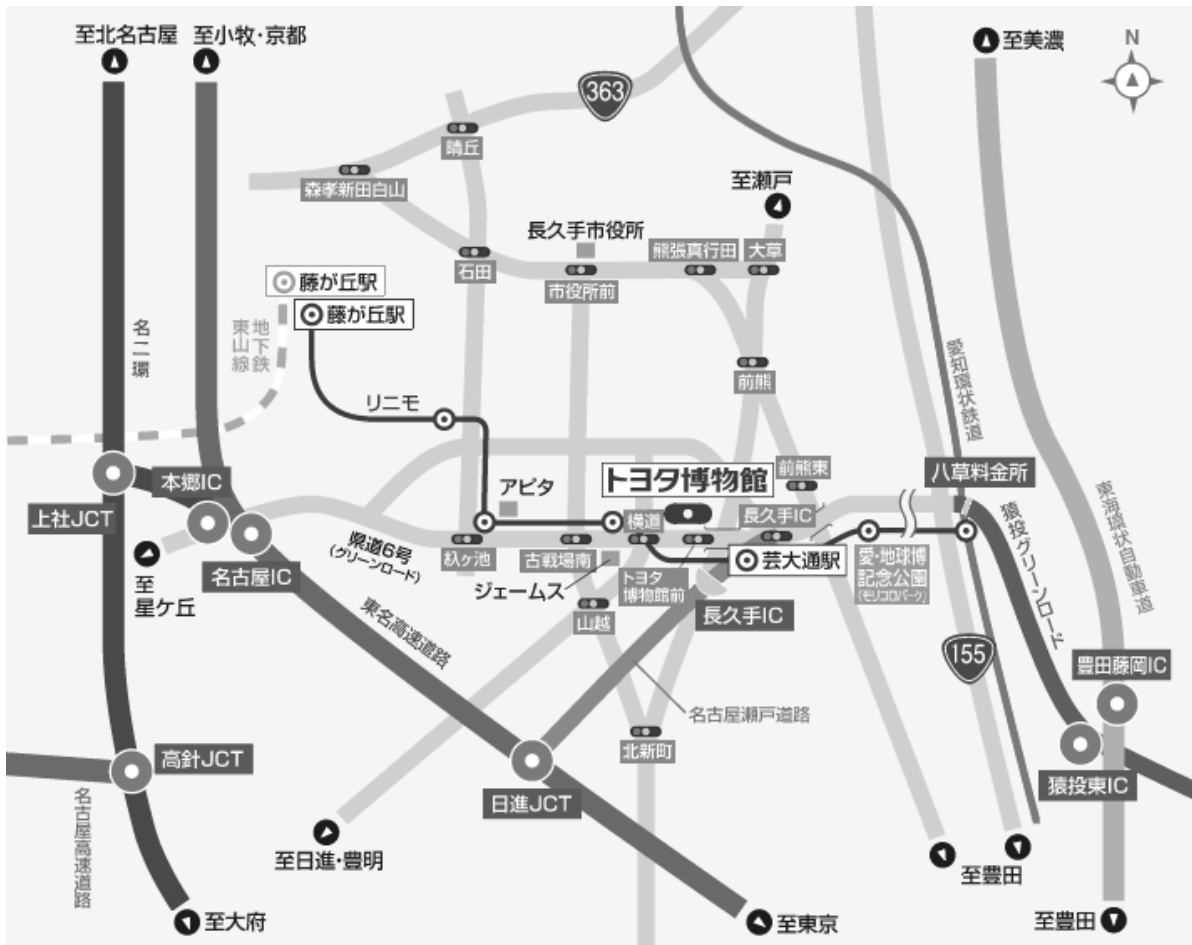 至北名古屋
至小牧・京都
至美濃
N
363
晴丘
森孝新田白山
至瀬戸
長久手市役所
熊張真行田
大草
石田
市役所前
藤が丘駅
藤が丘駅
名二環
地下鉄
東山線
前熊
愛知環状鉄道
リニモ
トヨタ博物館
前熊東
八草料金所
本郷IC
アピタ
上社JCT
横道
長久手IC
東海環状自動車道
猿投グリーンロード
県道6号
(グリーンロード)
杁ヶ池
古戦場南
芸大通駅
名古屋IC
至
星ケ丘
ジェームス
トヨタ
博物館前
愛・地球博
記念公園
(モリコロパーク)
山越
長久手IC
東名高速道路
155
豊田藤岡IC
名古屋瀬戸道路
北新町
高針JCT
日進JCT
猿投東IC
名古屋高速道路
至日進・豊明
至豊田
至大府
至東京
至豊田